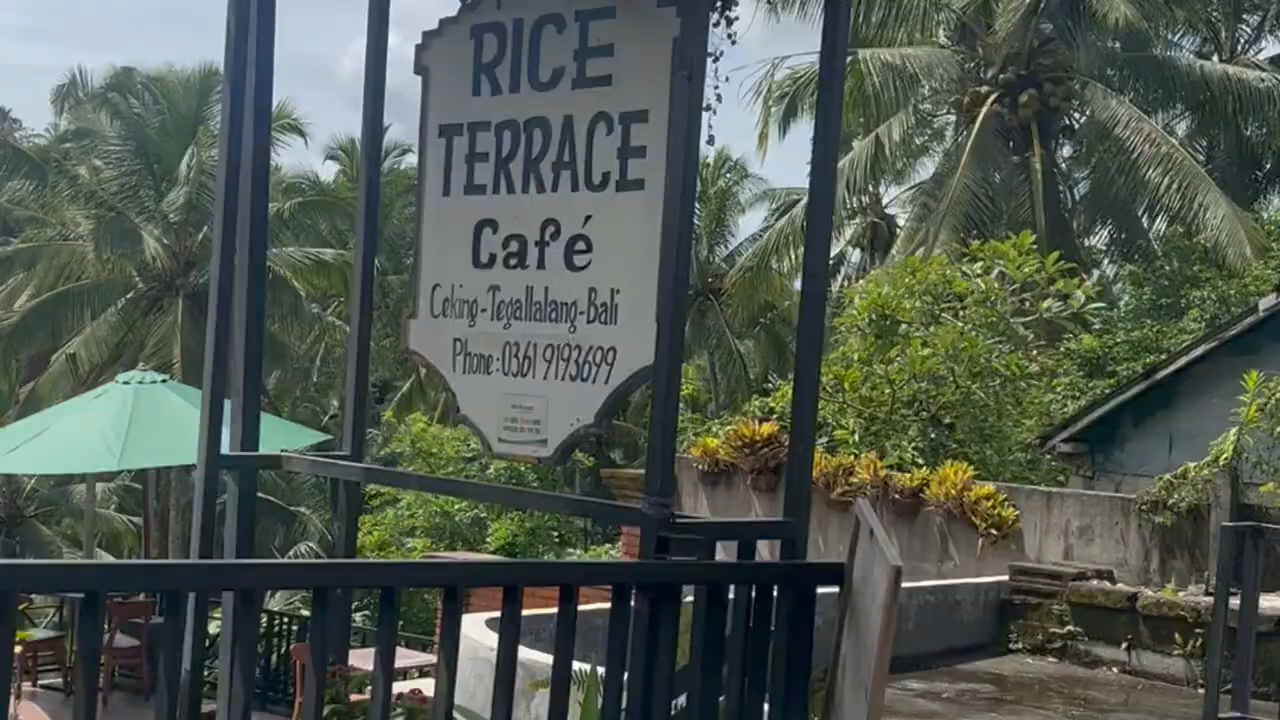 RICE
TERRACE
Café
Ceking-Tegallalang-Bali
Phone: 0361 9193699